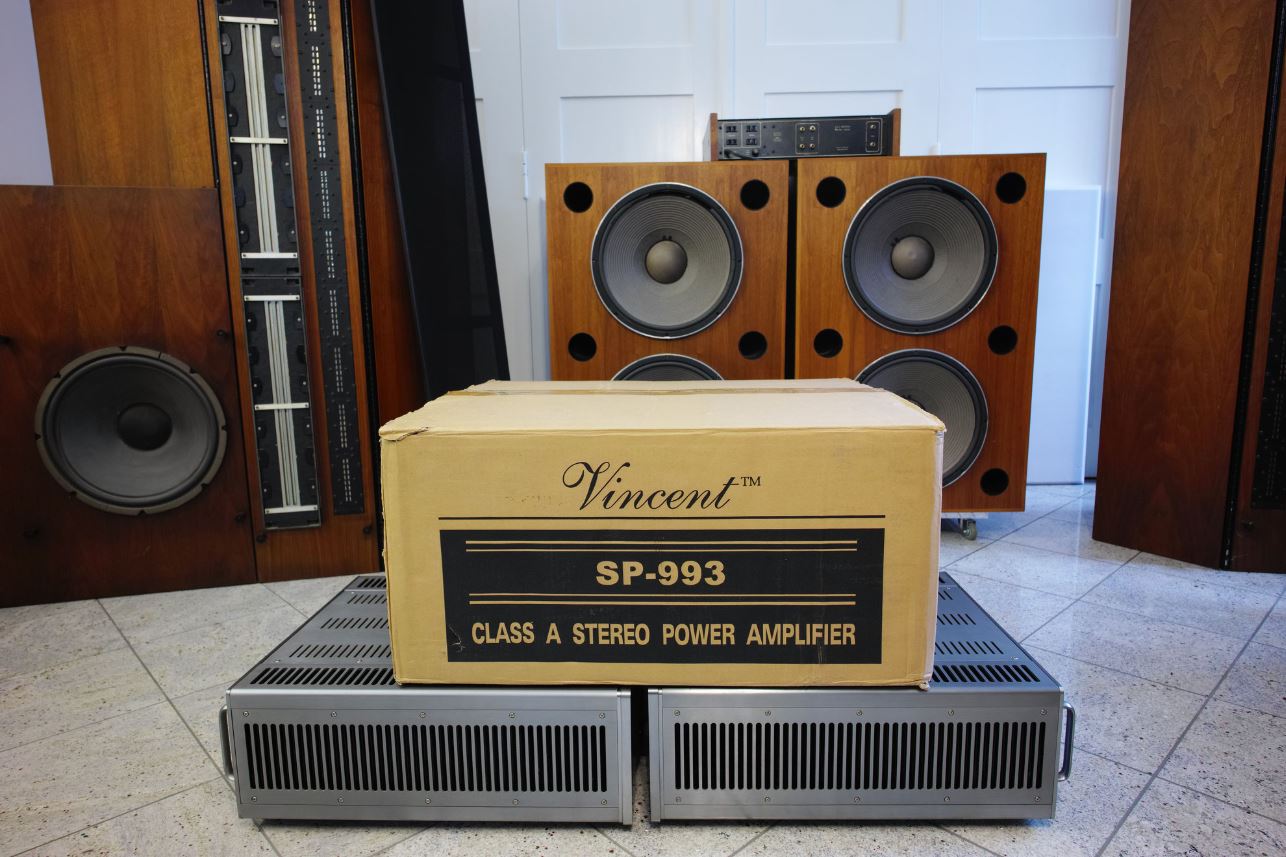 Vincent™
SP-993
CLASS A STEREO POWER AMPLIFIER